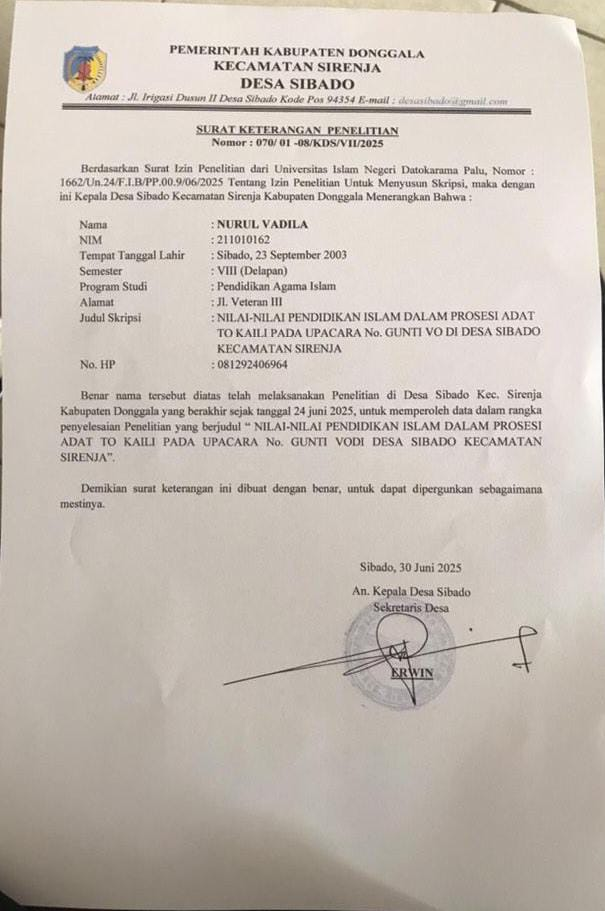 PEMERINTAH KABUPATEN DONGGALA
KECAMATAN SIRENJA
DESA SIBADO
Alamat : Jl. Irigasi Dusun II Desa Sibado Kode Pos 94354 E-mail : desasibado@gmail.com
SURAT KETERANGAN PENELITIAN
Nomor : 070/ 01 -08/KDS/VII/2025
Berdasarkan Surat Izin Penelitian dari Universitas Islam Negeri Datokarama Palu, Nomor :
1662/Un.24/F.I.B/PP.00.9/06/2025 Tentang Izin Penelitian Untuk Menyusun Skripsi, maka dengan
ini Kepala Desa Sibado Kecamatan Sirenja Kabupaten Donggala Menerangkan Bahwa :
Nama : NURUL VADILA
NIM : 211010162
Tempat Tanggal Lahir : Sibado, 23 September 2003
Semester : VIII (Delapan)
Program Studi : Pendidikan Agama Islam
Alamat : Jl. Veteran III
Judul Skripsi : NILAI-NILAI PENDIDIKAN ISLAM DALAM PROSESI ADAT
TO KAILI PADA UPACARA No. GUNTI VO DI DESA SIBADO
KECAMATAN SIRENJA
No. HP : 081292406964
Benar nama tersebut diatas telah melaksanakan Penelitian di Desa Sibado Kec. Sirenja
Kabupaten Donggala yang berakhir sejak tanggal 24 juni 2025, untuk memperoleh data dalam rangka
penyelesaian Penelitian yang berjudul “ NILAI-NILAI PENDIDIKAN ISLAM DALAM PROSESI
ADAT TO KAILI PADA UPACARA No. GUNTI VODI DESA SIBADO KECAMATAN
SIRENJA”.
Demikian surat keterangan ini dibuat dengan benar, untuk dapat dipergunkan sebagaimana
mestinya.
Sibado, 30 Juni 2025
An. Kepala Desa Sibado
Sekretaris Desa
ERWIN